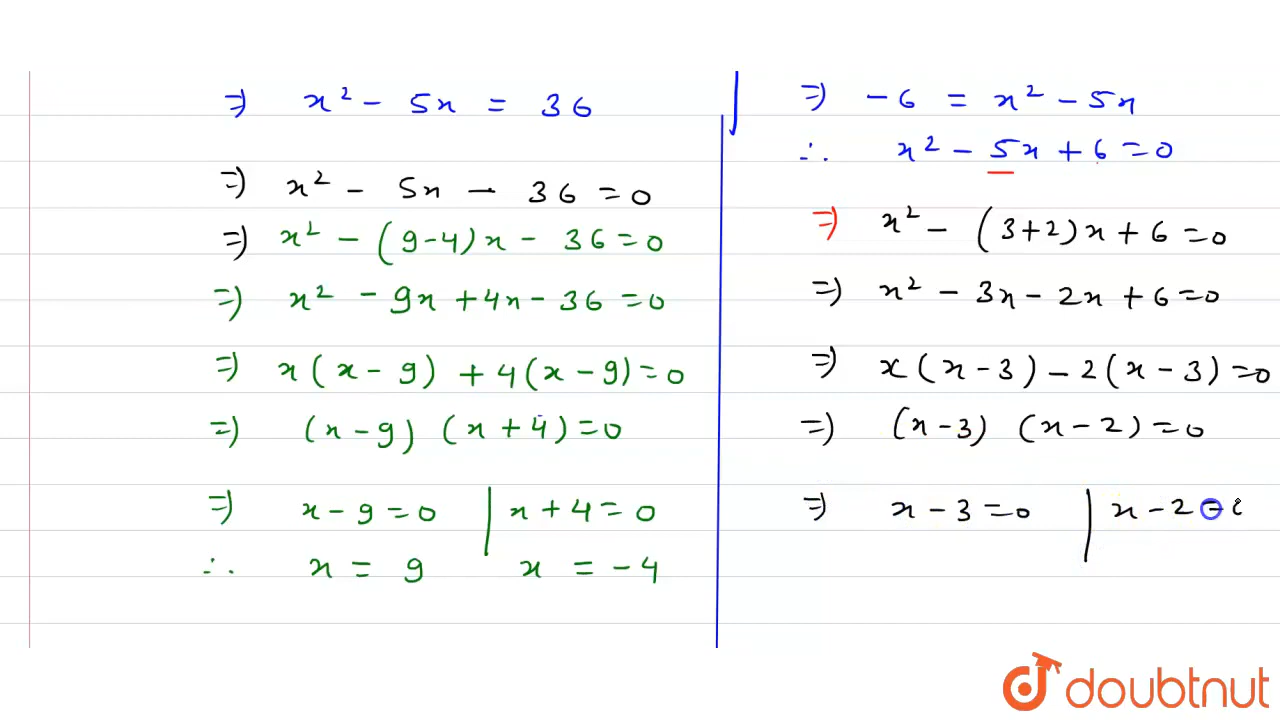 ⇒ x² - 5x = 36
⇒ x² - 5x - 36 = 0
⇒ x² - (9-4)x - 36 = 0
⇒ x² - 9x + 4x - 36 = 0
⇒ x(x - 9) + 4(x - 9) = 0
⇒ (x - 9) (x + 4) = 0
⇒ x - 9 = 0 | x + 4 = 0
∴ x = 9 x = -4
⇒ -6 = x² - 5x
∴ x² - 5x + 6 = 0
⇒ x² - (3+2)x + 6 = 0
⇒ x² - 3x - 2x + 6 = 0
⇒ x(x - 3) - 2(x - 3) = 0
⇒ (x - 3) (x - 2) = 0
⇒ x - 3 = 0 | x - 2 =
doubtnut